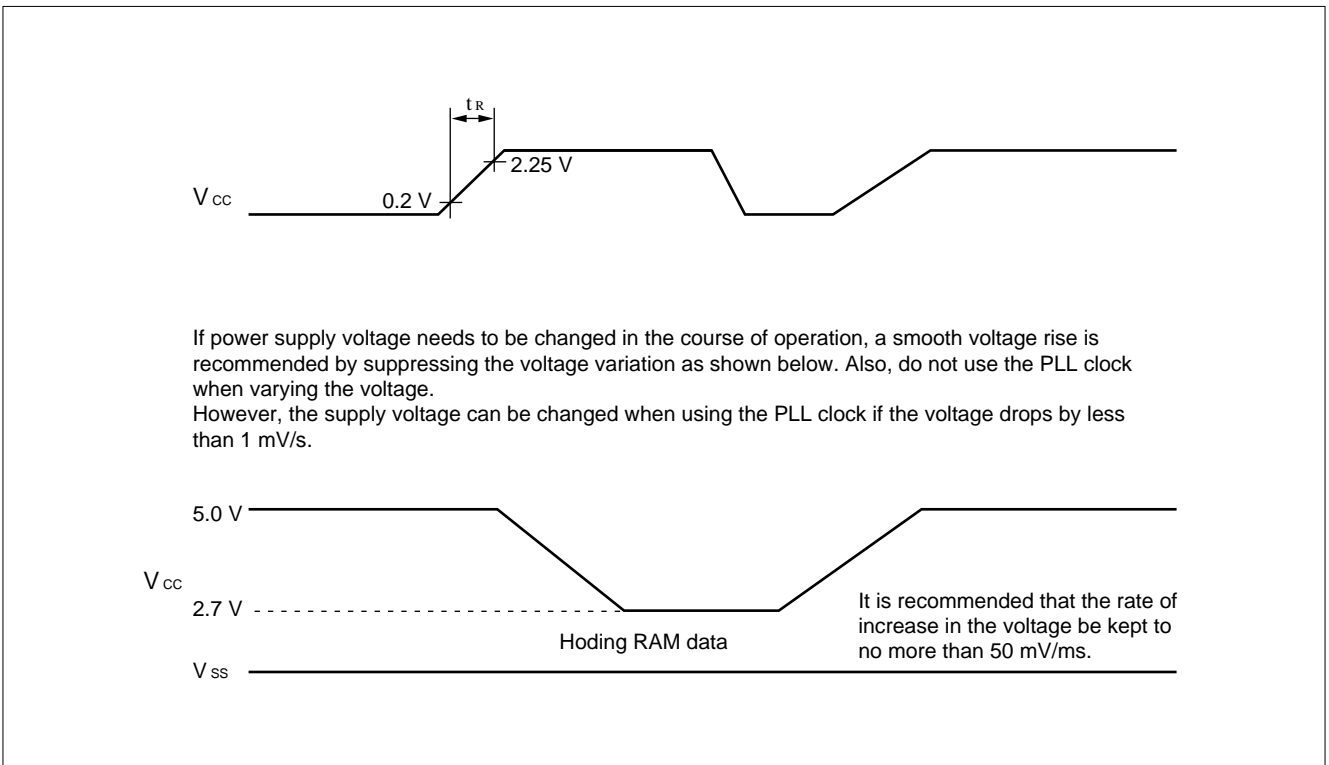 tR
2.25 V
0.2 V
VCC
If power supply voltage needs to be changed in the course of operation, a smooth voltage rise is
recommended by suppressing the voltage variation as shown below. Also, do not use the PLL clock
when varying the voltage.
However, the supply voltage can be changed when using the PLL clock if the voltage drops by less
than 1 mV/s.
5.0 V
VCC
2.7 V
It is recommended that the rate of
increase in the voltage be kept to
no more than 50 mV/ms.
Hoding RAM data
VSS